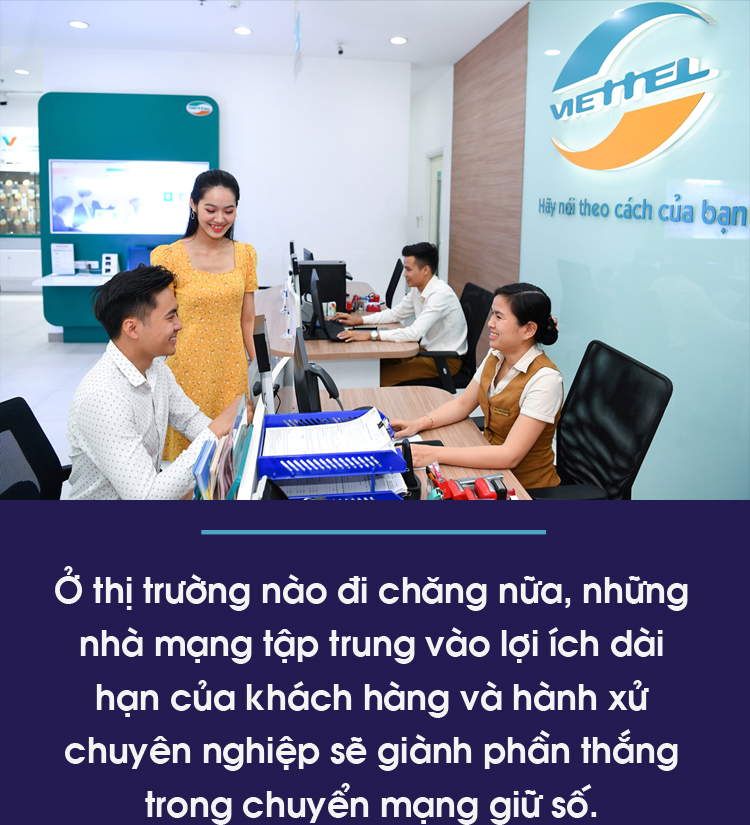 VIETTEL
Hãy nói theo cách của bạn
Ở thị trường nào đi chăng nữa, những
nhà mạng tập trung vào lợi ích dài
hạn của khách hàng và hành xử
chuyên nghiệp sẽ giành phần thắng
trong chuyển mạng giữ số.